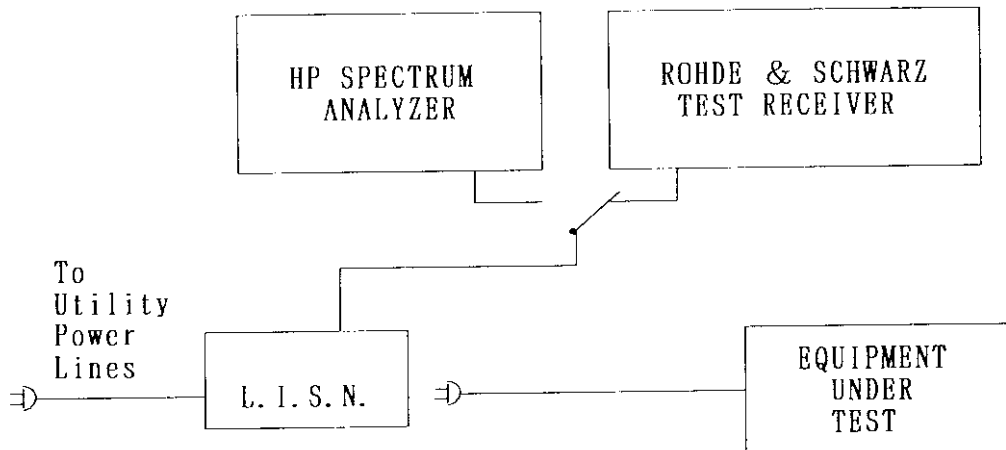 HP SPECTRUM
ANALYZER
ROHDE & SCHWARZ
TEST RECEIVER
To
Utility
Power
Lines
L. I. S. N.
EQUIPMENT
UNDER
TEST